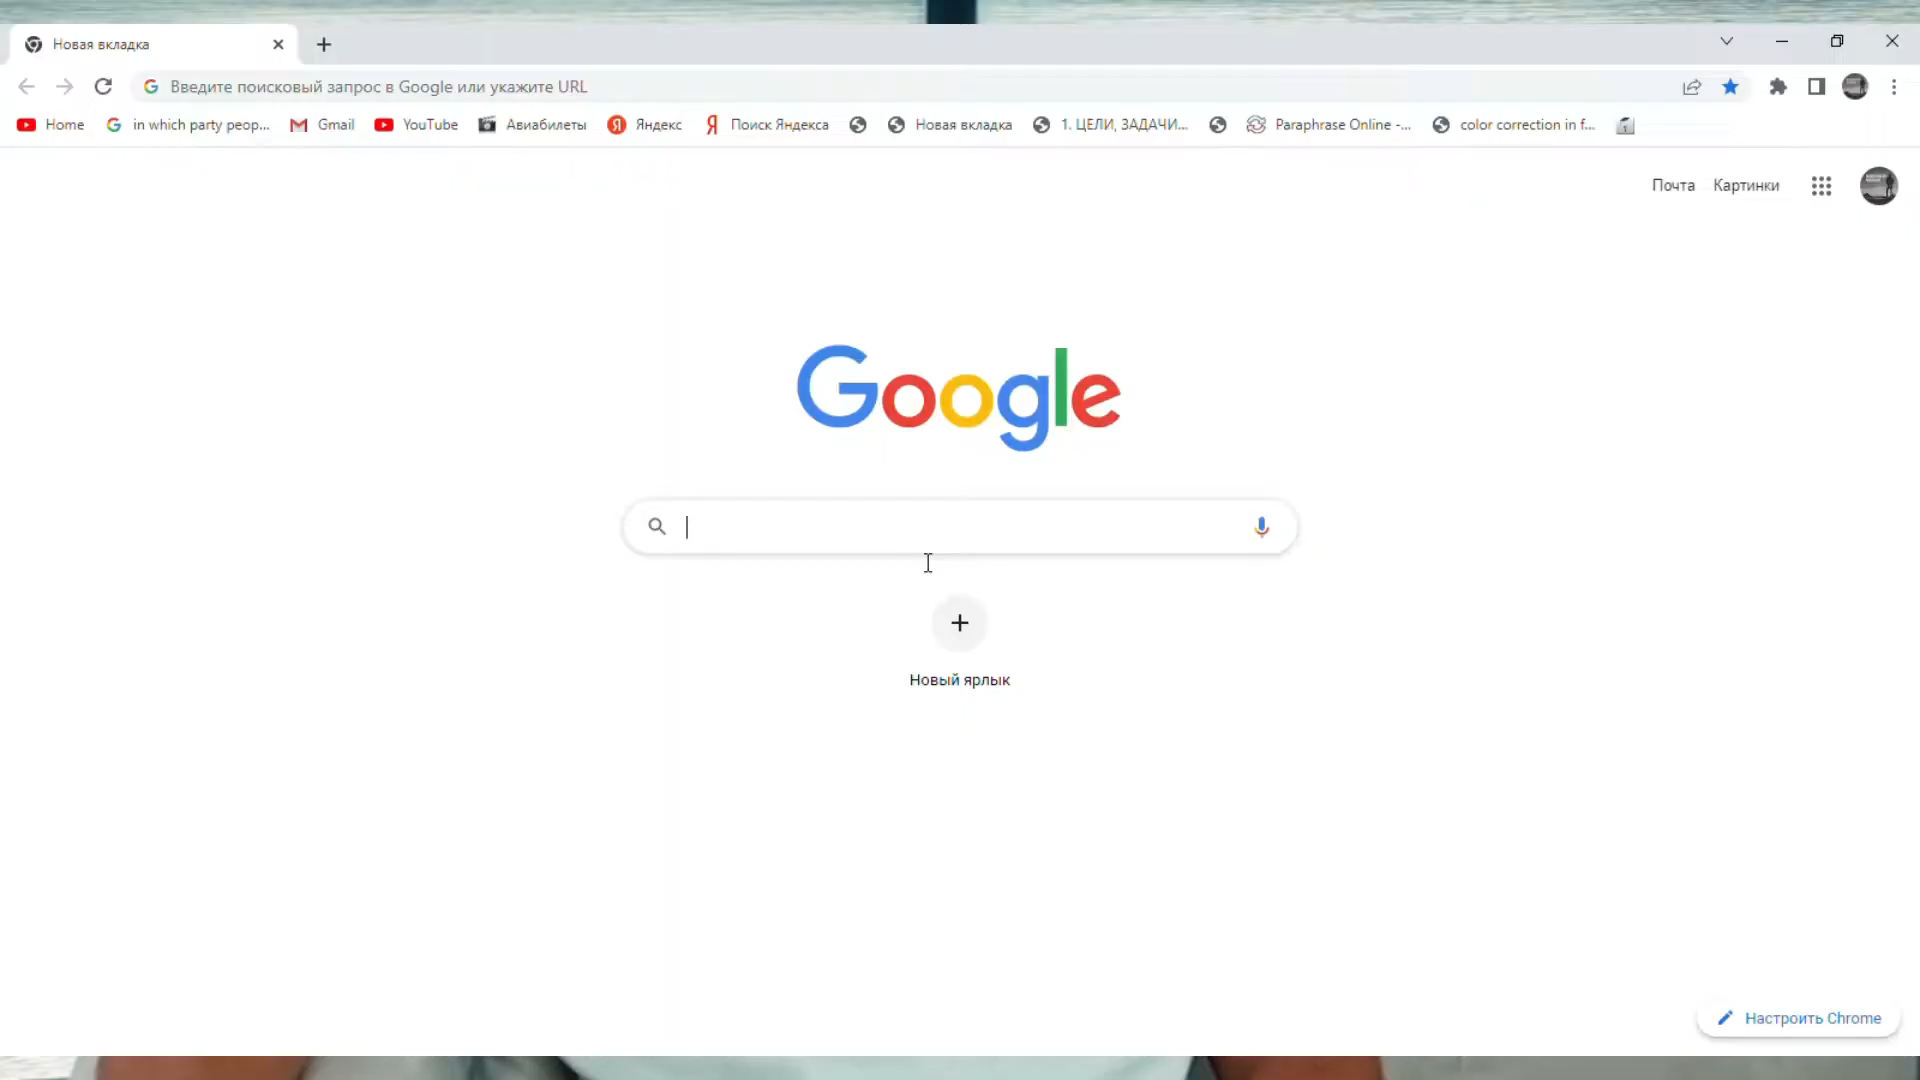 Новая вкладка
Введите поисковый запрос в Google или укажите URL
Home in which party peop... Gmail YouTube Авиабилеты Яндекс Поиск Яндекса Новая вкладка 1. ЦЕЛИ, ЗАДАЧИ... Paraphrase Online -... color correction in f...
Почта Картинки
Google
Новый ярлык
Настроить Chrome